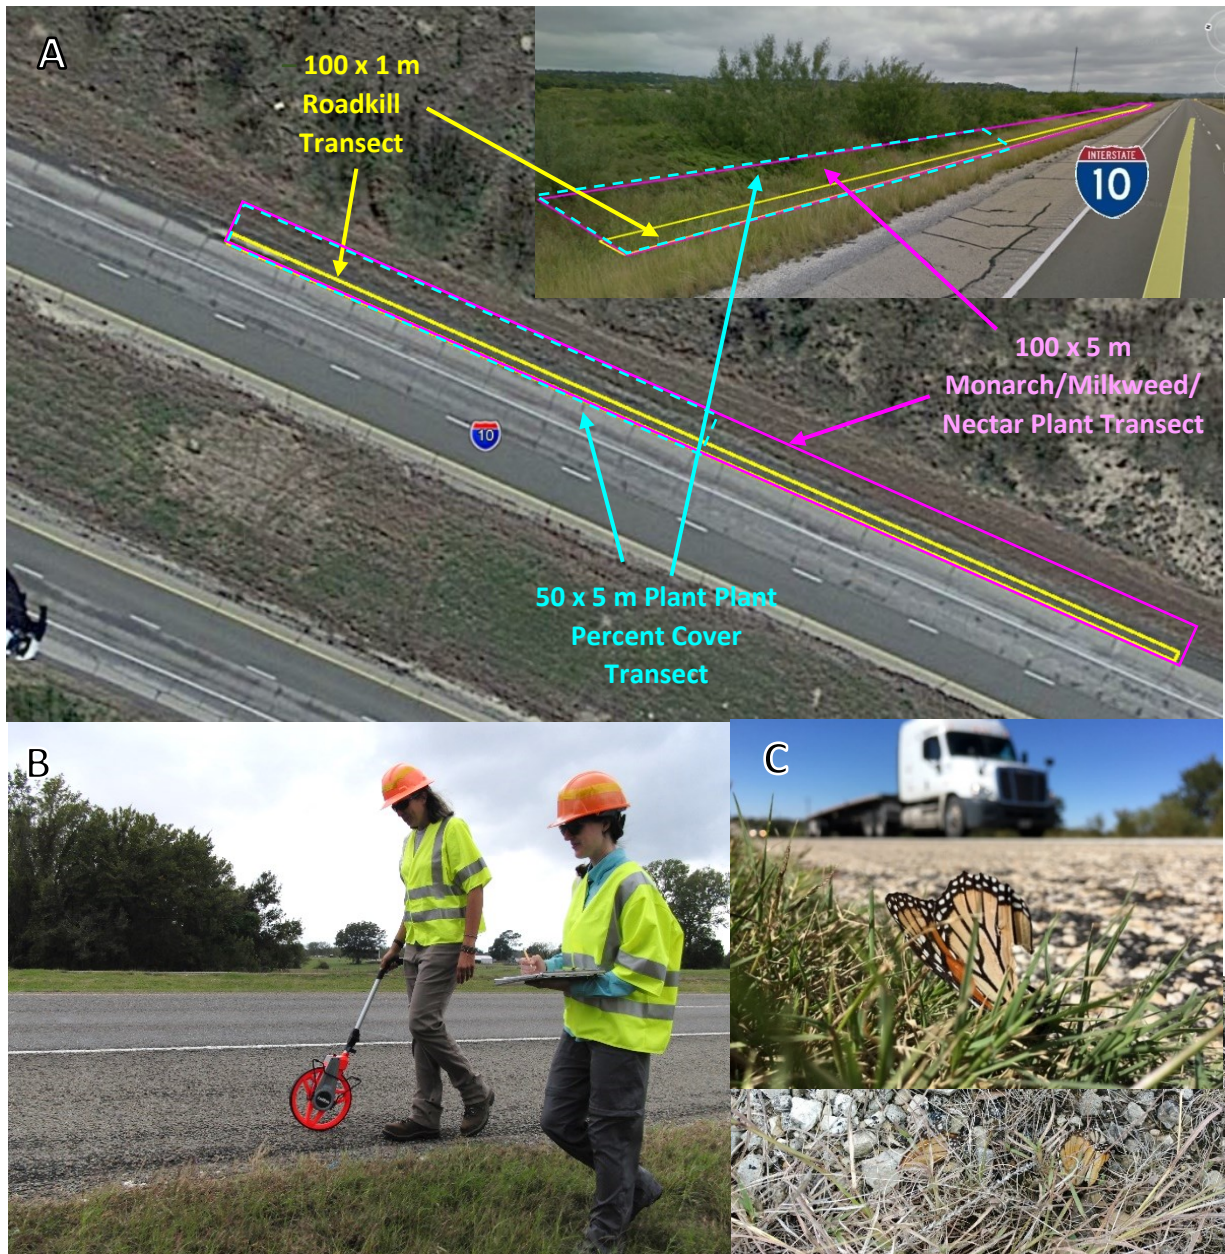 A
100 x 1 m
Roadkill
Transect
INTERSTATE
10
100 x 5 m
Monarch/Milkweed/
Nectar Plant Transect
10
50 x 5 m Plant Plant
Percent Cover
Transect
B
C